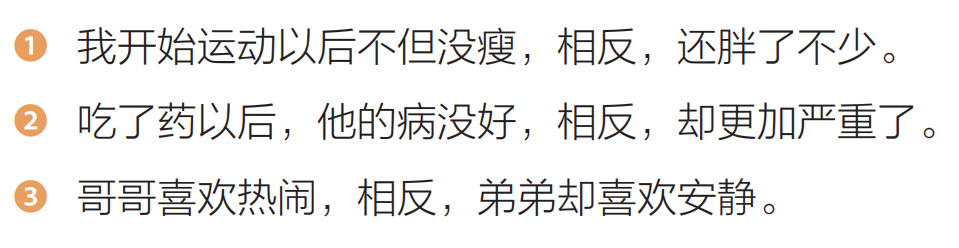 1 我开始运动以后不但没瘦，相反，还胖了不少。
2 吃了药以后，他的病没好，相反，却更加严重了。
3 哥哥喜欢热闹，相反，弟弟却喜欢安静。